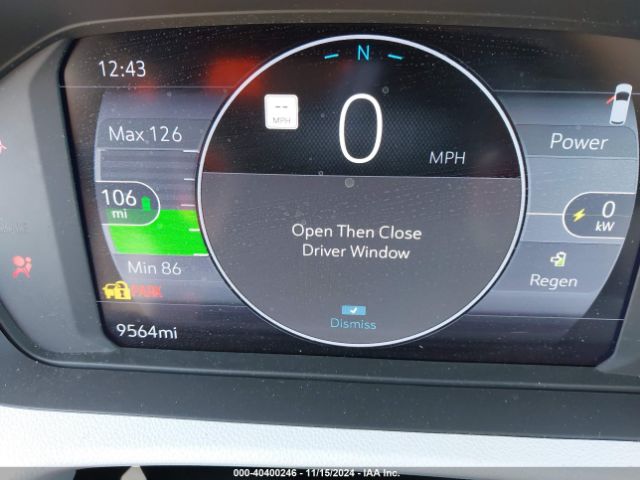 12:43
N
Max 126
--
MPH
0
MPH
Power
106
mi
0
kW
Open Then Close
Driver Window
Min 86
Regen
PARK
Dismiss
9564mi
000-40400246 - 11/15/2024 - IAA Inc.